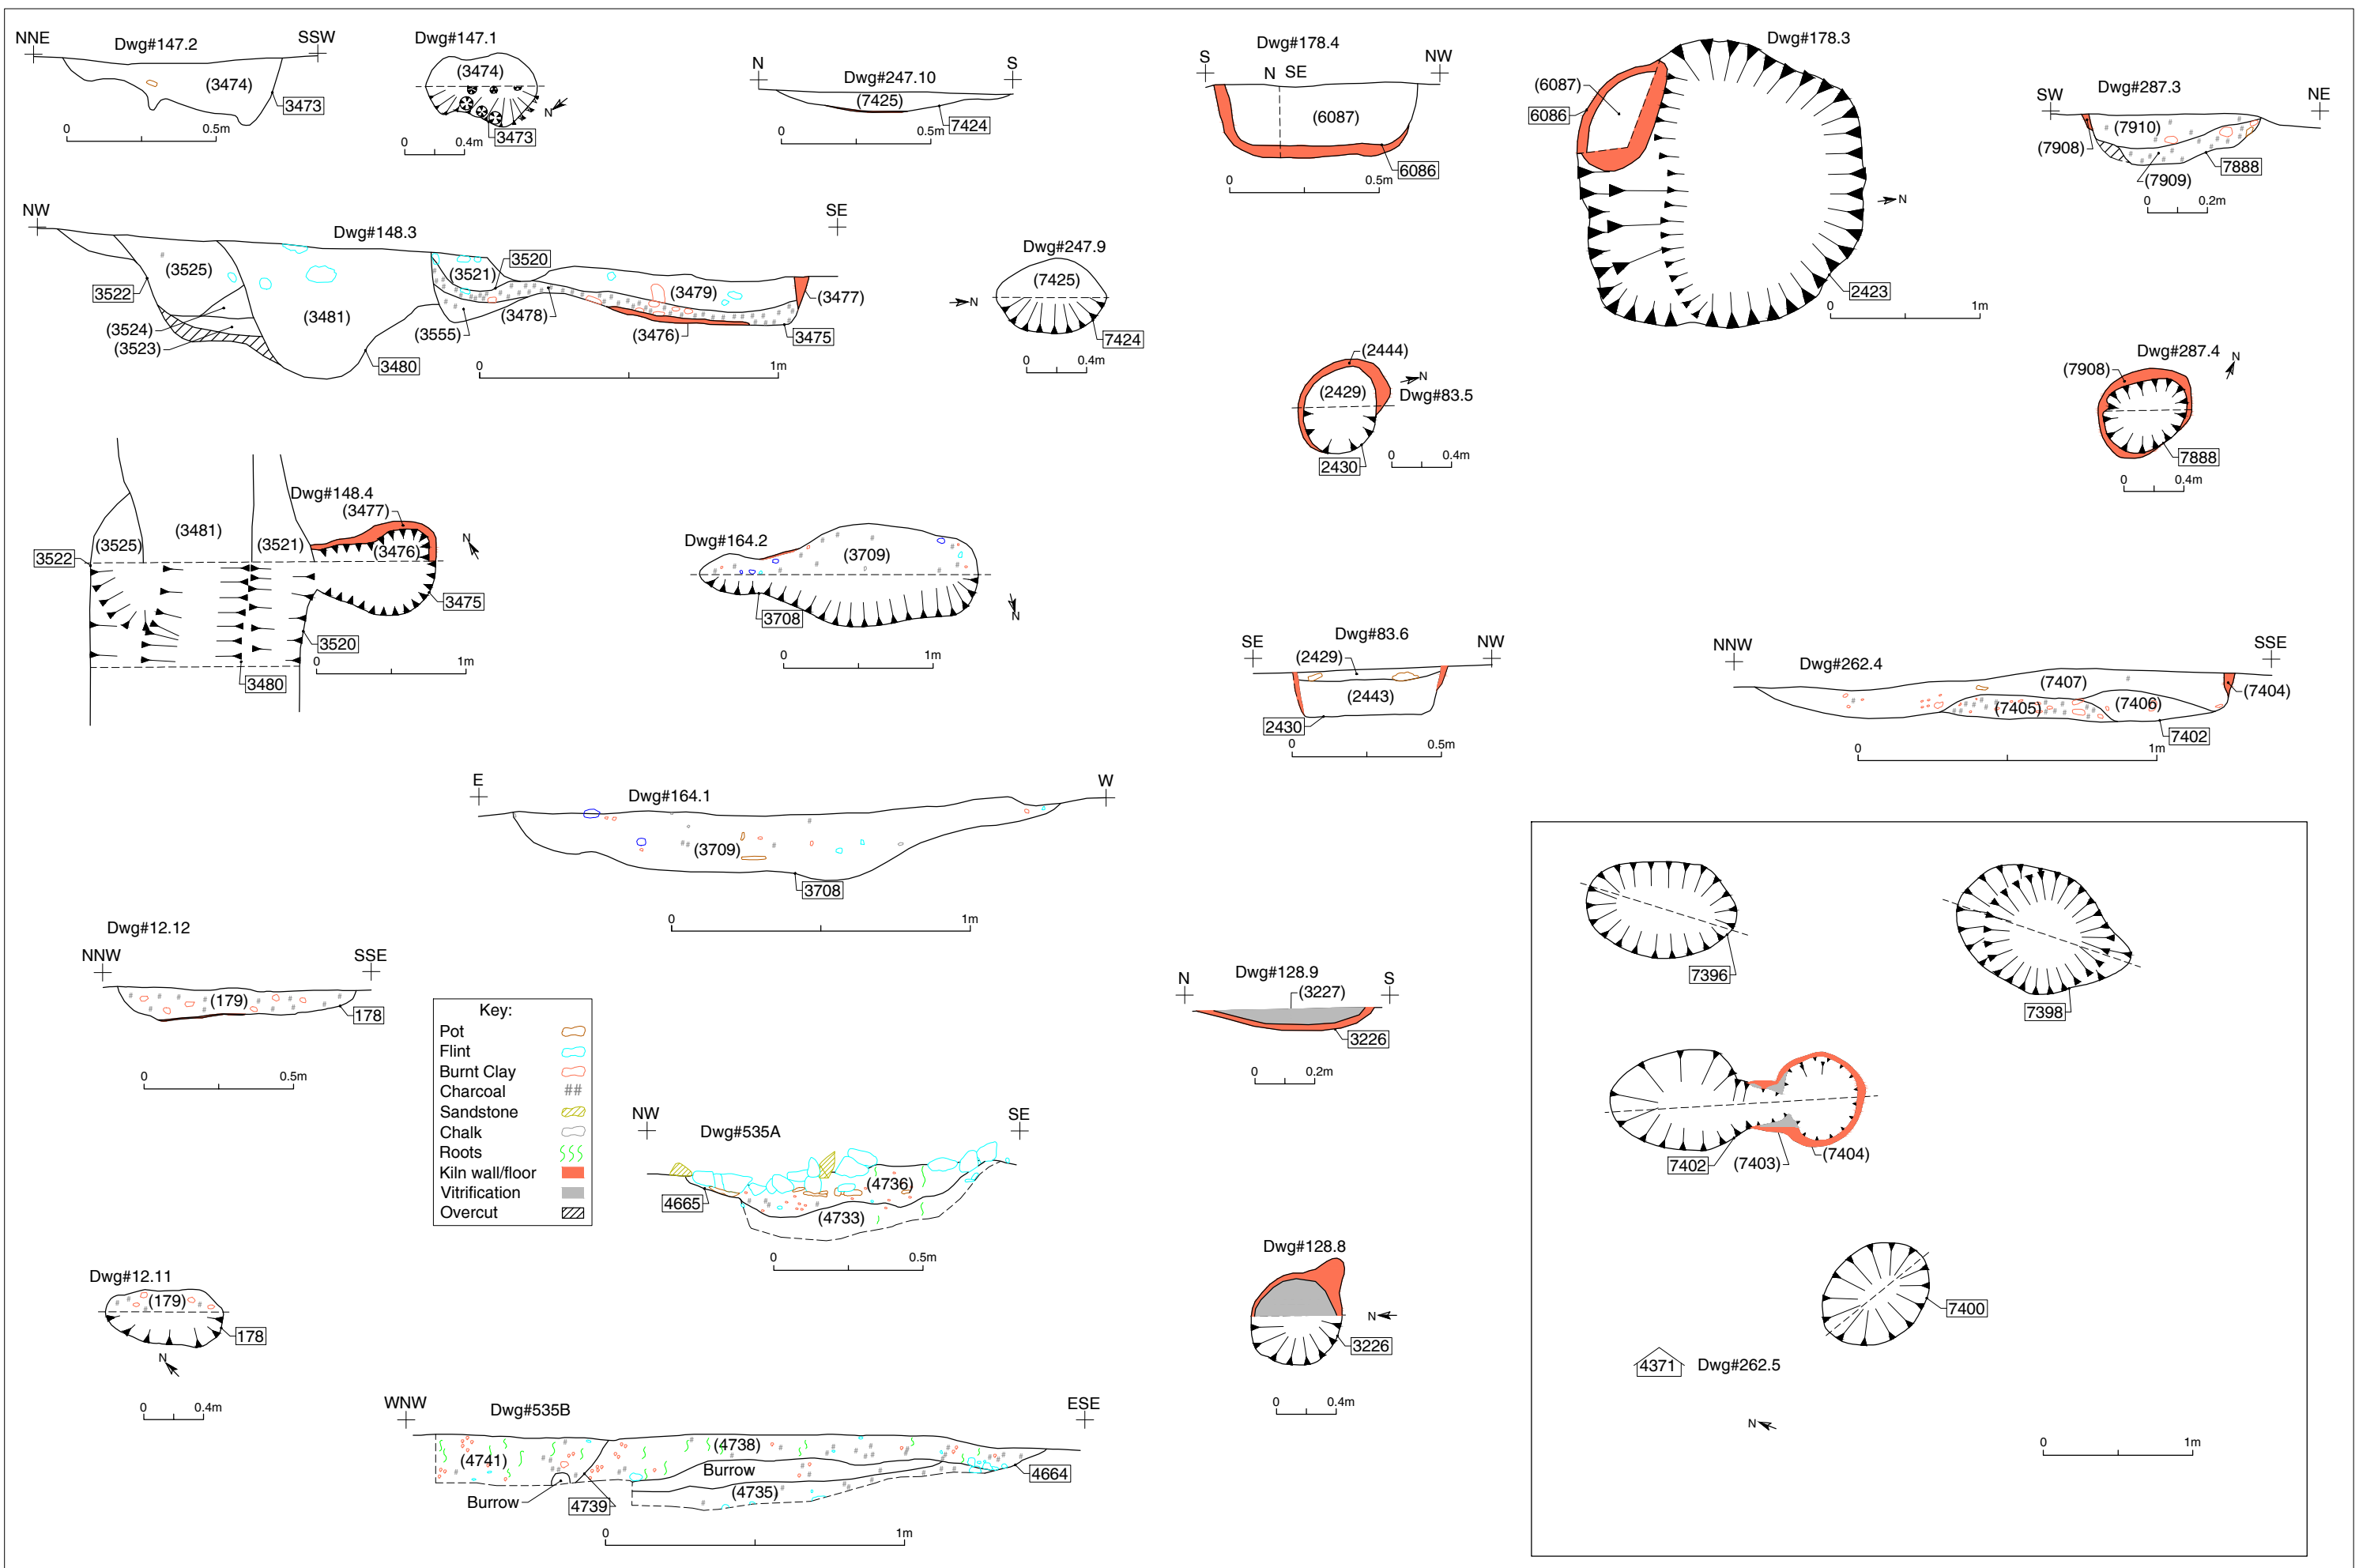 NNE
Dwg#147.2
SSW
(3474)
3473
0 0.5m
Dwg#147.1
(3474)
N
3473
0 0.4m
N
Dwg#247.10
S
(7425)
7424
0 0.5m
S
Dwg#178.4
N SE
NW
(6087)
6086
0 0.5m
Dwg#178.3
(6087)
6086
N
2423
0 1m
SW
Dwg#287.3
NE
(7910)
(7908)
(7909)
7888
0 0.2m
NW
Dwg#148.3
SE
(3525)
3522
(3524)
(3523)
(3481)
3480
(3521)
3520
(3555)
(3478)
(3479)
(3476)
(3477)
3475
0 1m
Dwg#247.9
(7425)
N
7424
0 0.4m
(2444)
(2429)
N
Dwg#83.5
2430
0 0.4m
Dwg#287.4
N
(7908)
7888
0 0.4m
Dwg#148.4
(3477)
(3481)
(3525)
(3521)
(3476)
N
3522
3475
3520
3480
0 1m
Dwg#164.2
(3709)
3708
N
0 1m
SE
Dwg#83.6
NW
(2429)
(2443)
2430
0 0.5m
NNW
Dwg#262.4
SSE
(7407)
(7404)
(7405)
(7406)
7402
0 1m
E
Dwg#164.1
W
(3709)
3708
0 1m
Dwg#12.12
NNW
SSE
(179)
178
0 0.5m
Key:
Pot
Flint
Burnt Clay
Charcoal ##
Sandstone
Chalk
Roots
Kiln wall/floor
Vitrification
Overcut
NW
Dwg#535A
SE
(4736)
4665
(4733)
0 0.5m
N
Dwg#128.9
S
(3227)
3226
0 0.2m
Dwg#12.11
(179)
178
N
0 0.4m
Dwg#128.8
N
3226
0 0.4m
WNW
Dwg#535B
ESE
(4741)
(4738)
Burrow
4664
(4735)
Burrow
4739
0 1m
7396
7398
7402
(7403)
(7404)
7400
4371
Dwg#262.5
N
0 1m